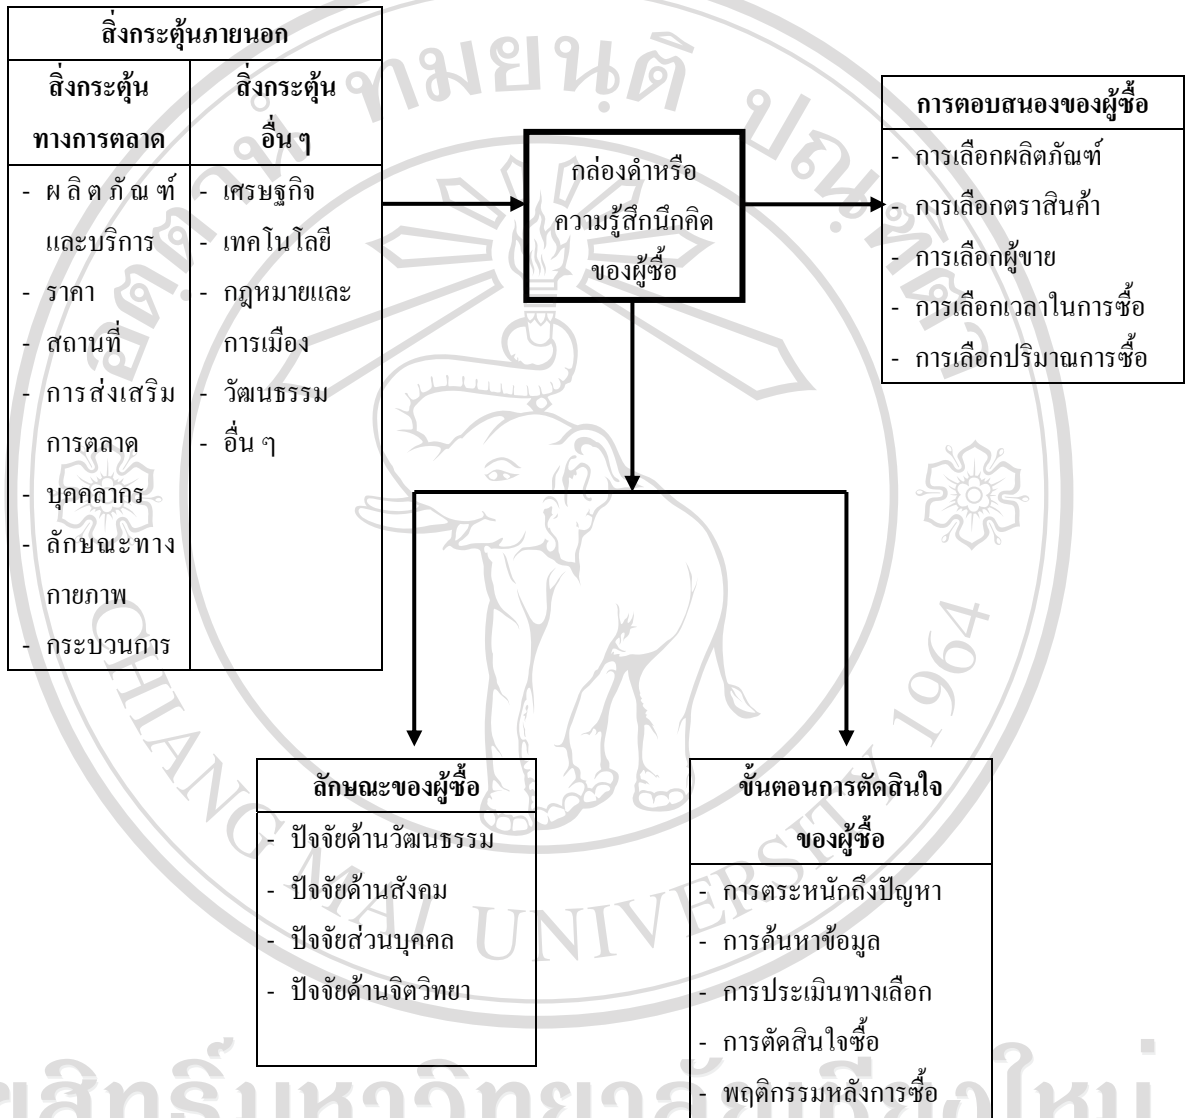 สิ่งกระตุ้นภายนอก
สิ่งกระตุ้น
ทางการตลาด
สิ่งกระตุ้น
อื่น ๆ
- ผลิตภัณฑ์
และบริการ
- ราคา
- สถานที่
- การส่งเสริม
การตลาด
- บุคคลากร
- ลักษณะทาง
กายภาพ
- กระบวนการ
- เศรษฐกิจ
- เทคโนโลยี
- กฎหมายและ
การเมือง
- วัฒนธรรม
- อื่น ๆ
กล่องดำหรือ
ความรู้สึกนึกคิด
ของผู้ซื้อ
การตอบสนองของผู้ซื้อ
- การเลือกผลิตภัณฑ์
- การเลือกตราสินค้า
- การเลือกผู้ขาย
- การเลือกเวลาในการซื้อ
- การเลือกปริมาณการซื้อ
ลักษณะของผู้ซื้อ
- ปัจจัยด้านวัฒนธรรม
- ปัจจัยด้านสังคม
- ปัจจัยส่วนบุคคล
- ปัจจัยด้านจิตวิทยา
ขั้นตอนการตัดสินใจ
ของผู้ซื้อ
- การตระหนักถึงปัญหา
- การค้นหาข้อมูล
- การประเมินทางเลือก
- การตัดสินใจซื้อ
- พฤติกรรมหลังการซื้อ
CHIANG MAI UNIVERSITY 1964